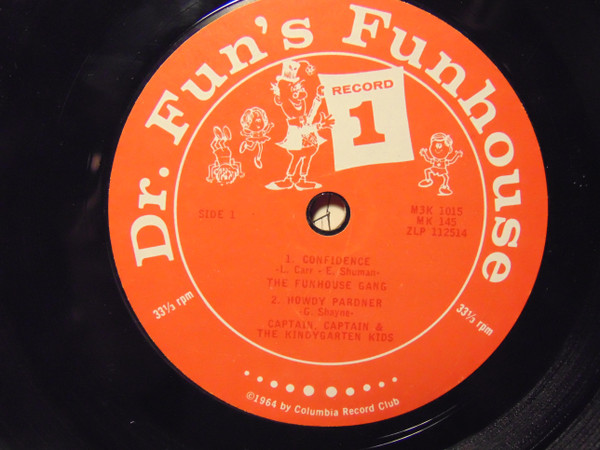 Dr. Fun's Funhouse
RECORD
1
SIDE 1
M3K 1015
MK 145
ZLP 112514
1. CONFIDENCE
-L. Carr - E. Shuman-
THE FUNHOUSE GANG
2. HOWDY PARDNER
-G. Shayne-
CAPTAIN, CAPTAIN &
THE KINDYGARTEN KIDS
33⅓ rpm
33⅓ rpm
©1964 by Columbia Record Club